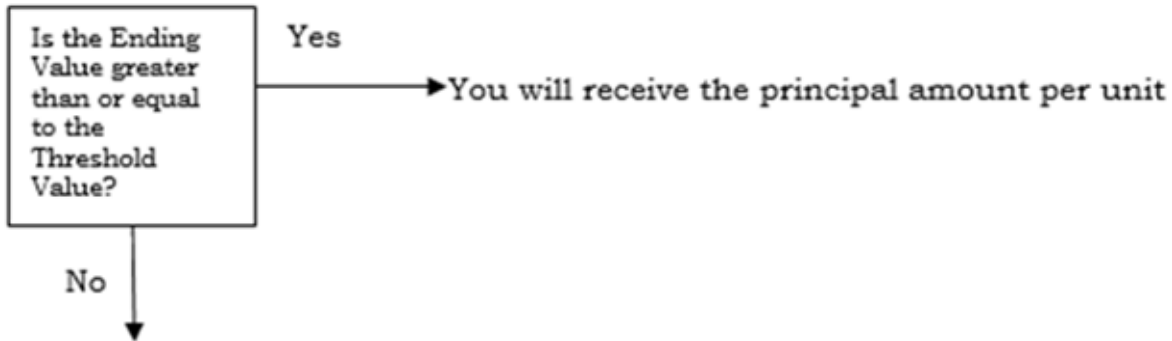 Is the Ending
Value greater
than or equal
to the
Threshold
Value?
Yes
You will receive the principal amount per unit
No